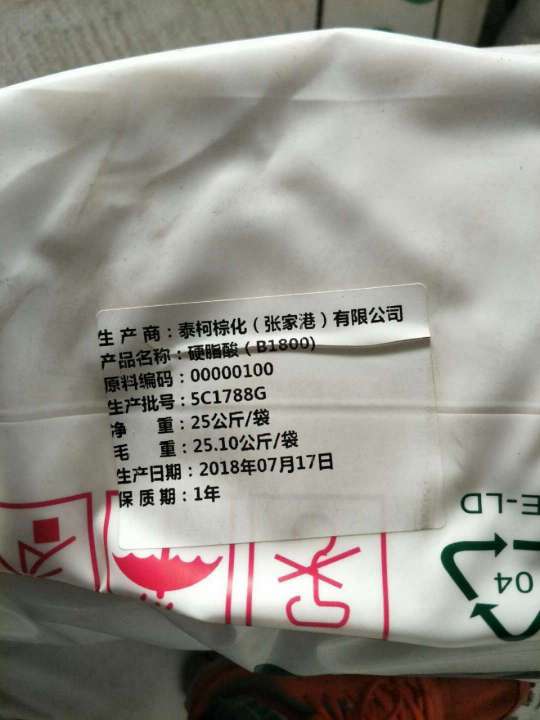 生 产 商：泰柯棕化（张家港）有限公司
产品名称：硬脂酸（B1800)
原料编码：00000100
生产批号：5C1788G
净 重：25公斤/袋
毛 重：25.10公斤/袋
生产日期：2018年07月17日
保 质 期：1年
E-LD
04